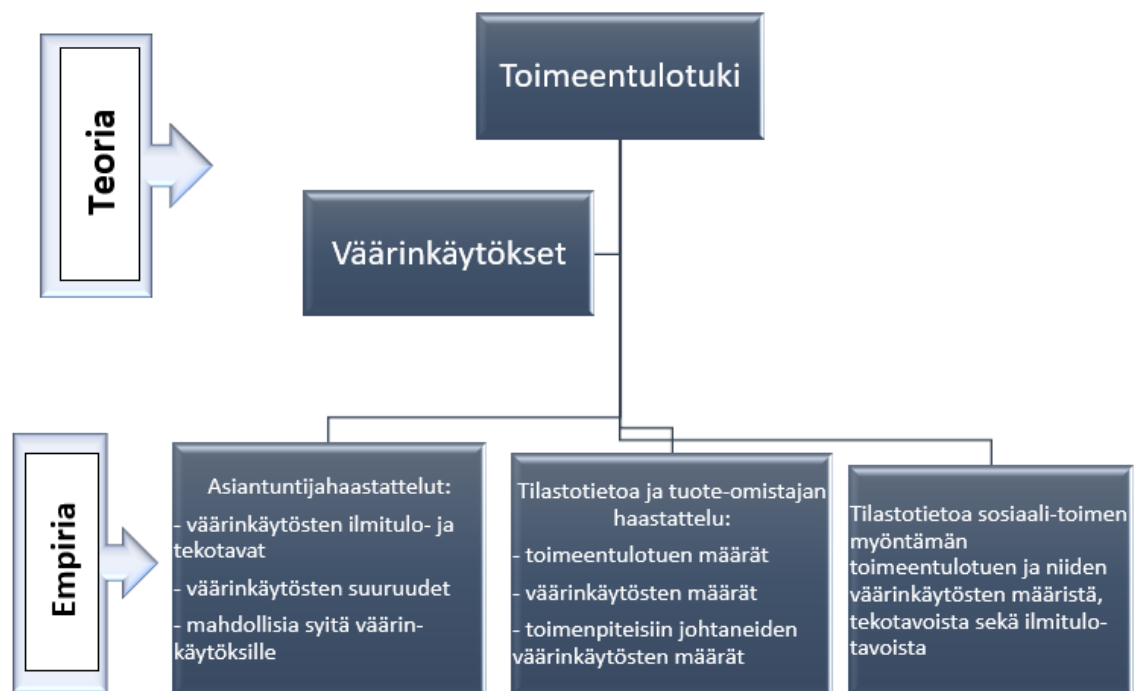 Teoria
Toimeentulotuki
Väärinkäytökset
Empiria
Asiantuntijahaastattelut:
- väärinkäytösten ilmitulo- ja
tekotavat
- väärinkäytösten suuruudet
- mahdollisia syitä väärin-
käytöksille
Tilastotietoa ja tuote-omistajan
haastattelu:
- toimeentulotuen määrät
- väärinkäytösten määrät
- toimenpiteisiin johtaneiden
väärinkäytösten määrät
Tilastotietoa sosiaali-toimen
myöntämän
toimeentulotuen ja niiden
väärinkäytösten määristä,
tekotavoista sekä ilmitulo-
tavoista